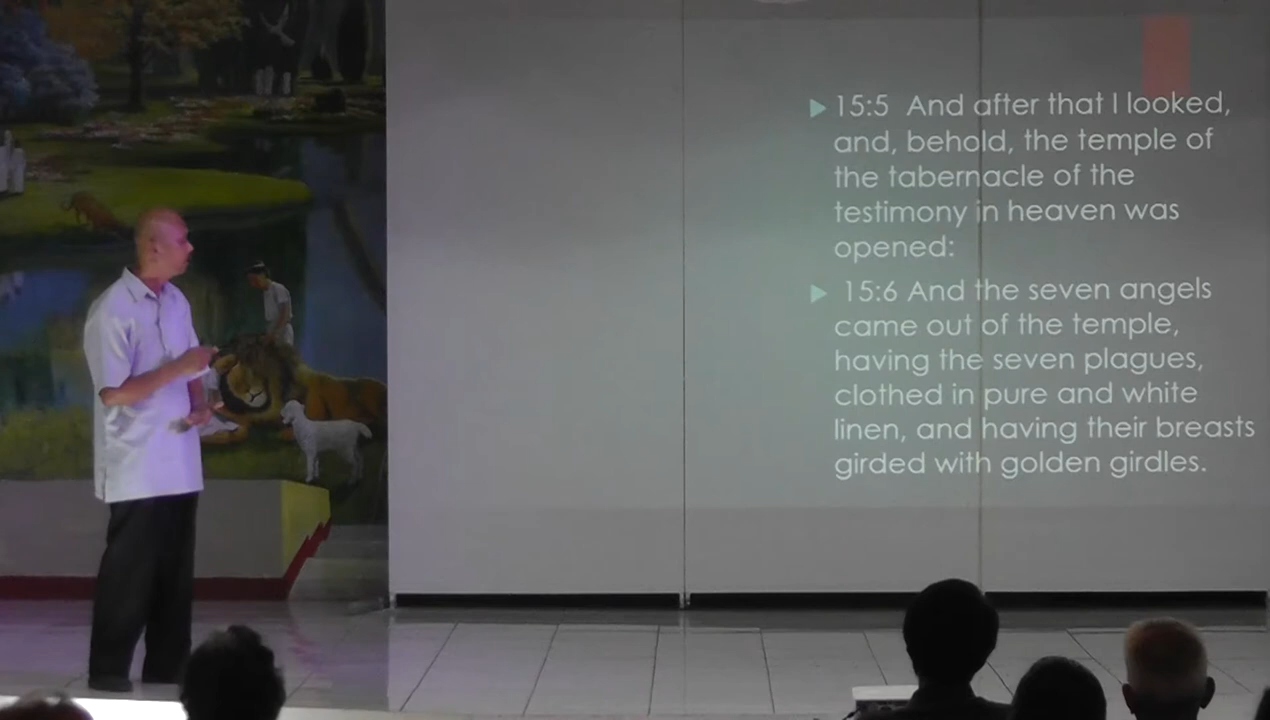 15:5 And after that I looked,
and, behold, the temple of
the tabernacle of the
testimony in heaven was
opened:
15:6 And the seven angels
came out of the temple,
having the seven plagues,
clothed in pure and white
linen, and having their breasts
girded with golden girdles.